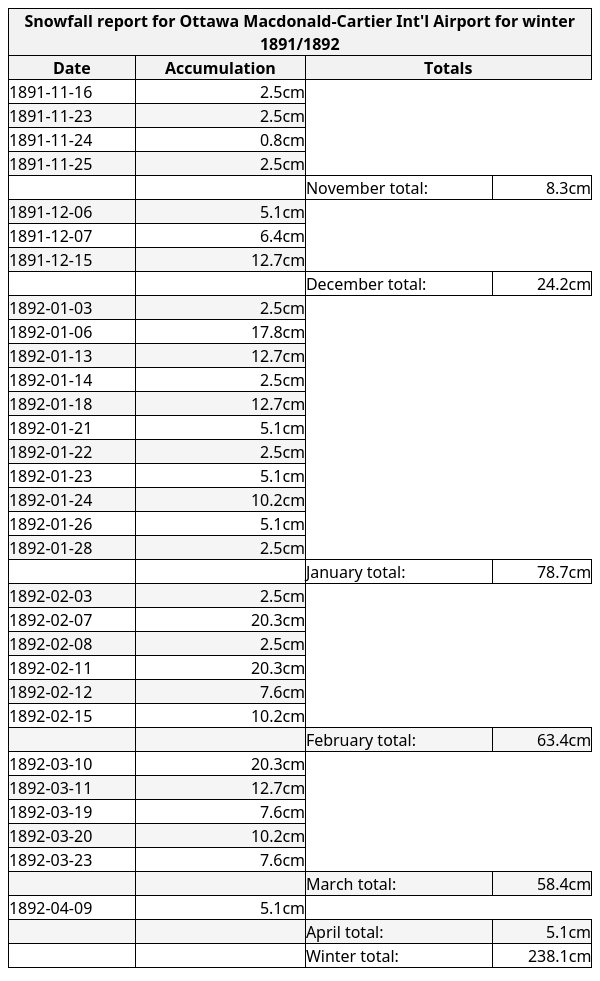 Snowfall report for Ottawa Macdonald-Cartier Int'l Airport for winter
1891/1892
Date Accumulation Totals
1891-11-16 2.5cm
1891-11-23 2.5cm
1891-11-24 0.8cm
1891-11-25 2.5cm
November total: 8.3cm
1891-12-06 5.1cm
1891-12-07 6.4cm
1891-12-15 12.7cm
December total: 24.2cm
1892-01-03 2.5cm
1892-01-06 17.8cm
1892-01-13 12.7cm
1892-01-14 2.5cm
1892-01-18 12.7cm
1892-01-21 5.1cm
1892-01-22 2.5cm
1892-01-23 5.1cm
1892-01-24 10.2cm
1892-01-26 5.1cm
1892-01-28 2.5cm
January total: 78.7cm
1892-02-03 2.5cm
1892-02-07 20.3cm
1892-02-08 2.5cm
1892-02-11 20.3cm
1892-02-12 7.6cm
1892-02-15 10.2cm
February total: 63.4cm
1892-03-10 20.3cm
1892-03-11 12.7cm
1892-03-19 7.6cm
1892-03-20 10.2cm
1892-03-23 7.6cm
March total: 58.4cm
1892-04-09 5.1cm
April total: 5.1cm
Winter total: 238.1cm